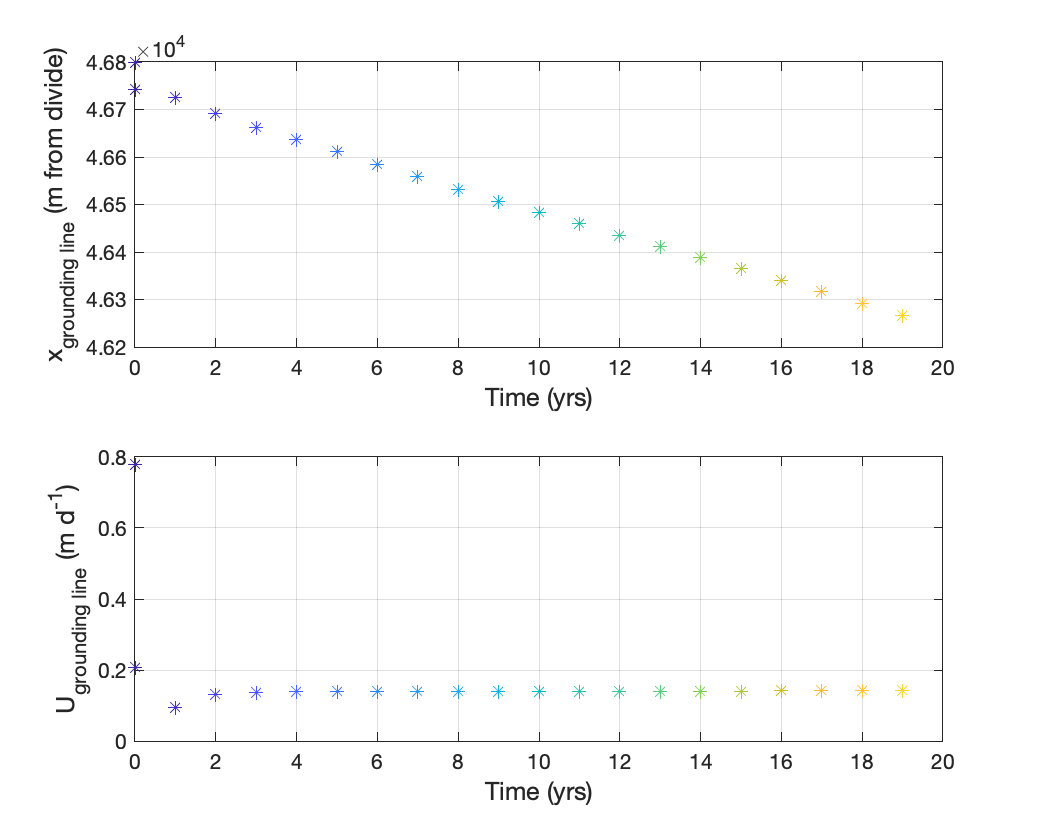 ×10⁴
4.68
4.67
4.66
4.65
4.64
4.63
4.62
x_grounding line (m from divide)
0 2 4 6 8 10 12 14 16 18 20
Time (yrs)
0.8
0.6
0.4
0.2
0
U_grounding line (m d⁻¹)
0 2 4 6 8 10 12 14 16 18 20
Time (yrs)